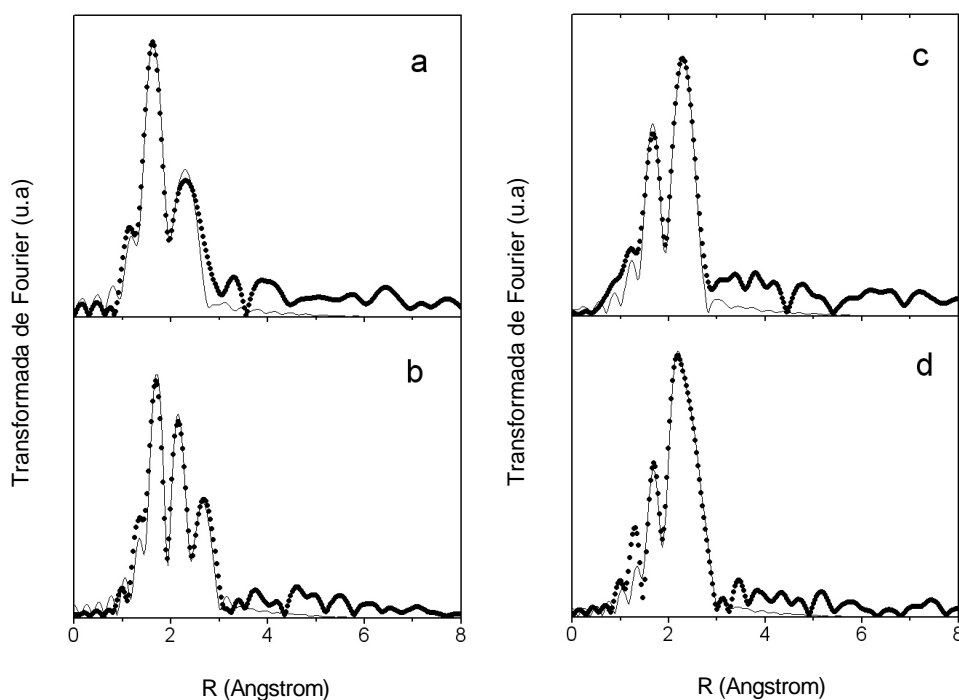 a
b
Transformada de Fourier (u.a)
0 2 4 6 8
R (Angstrom)
c
d
Transformada de Fourier (u.a)
0 2 4 6 8
R (Angstrom)